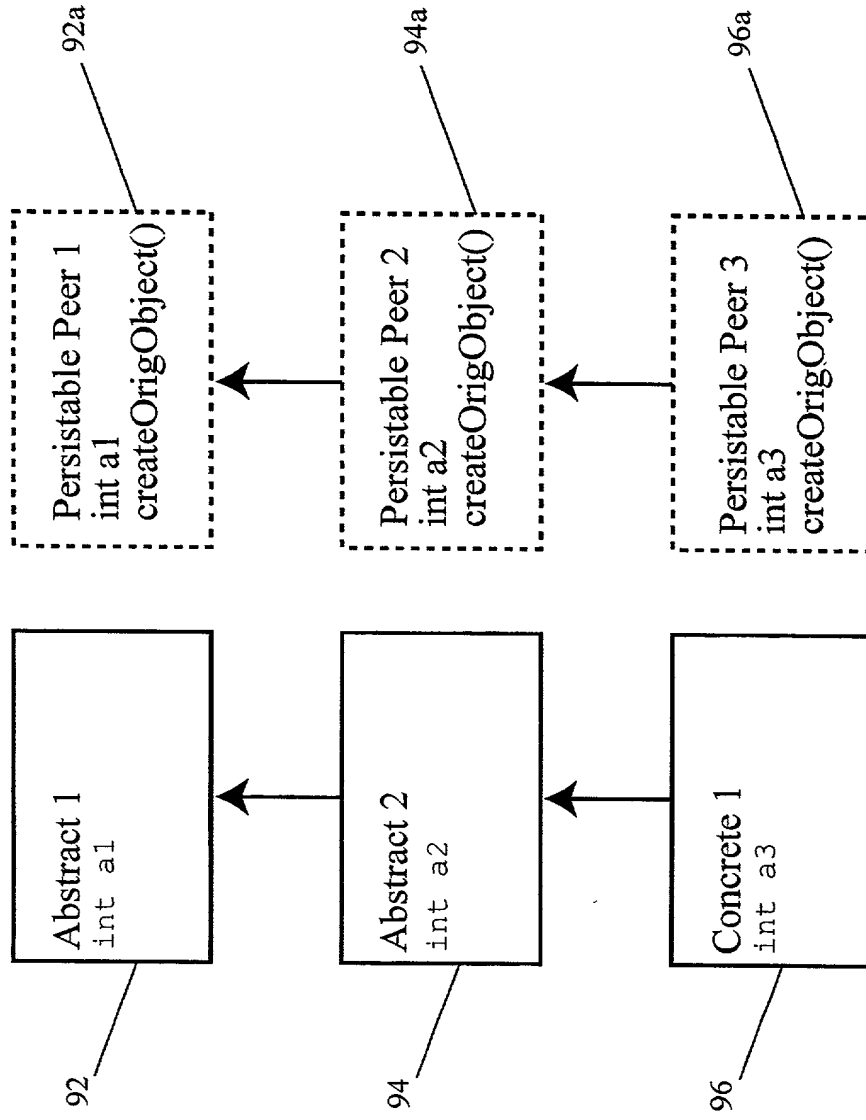 92
Abstract 1
int a1
Persistable Peer 1
int a1
createOrigObject()
92a
94
Abstract 2
int a2
Persistable Peer 2
int a2
createOrigObject()
94a
96
Concrete 1
int a3
Persistable Peer 3
int a3
createOrigObject()
96a